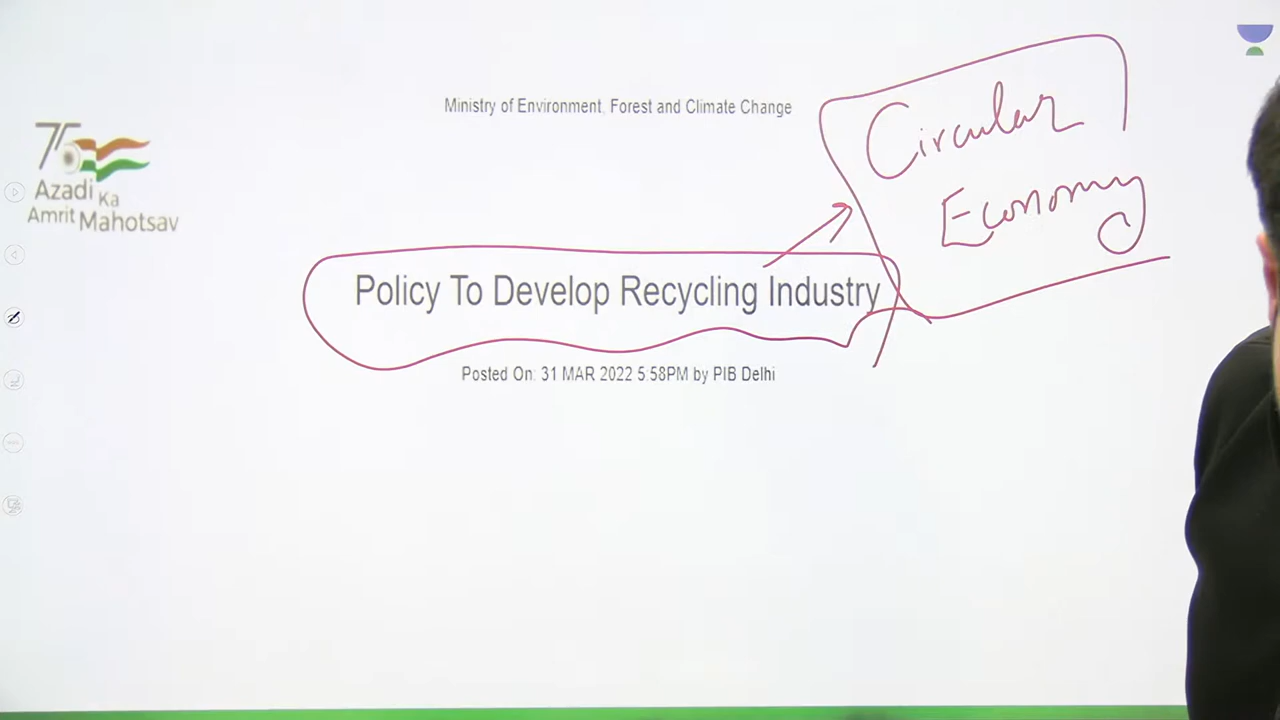 Ministry of Environment, Forest and Climate Change
Circular
Economy
75
Azadi Ka
Amrit Mahotsav
Policy To Develop Recycling Industry
Posted On: 31 MAR 2022 5:58PM by PIB Delhi